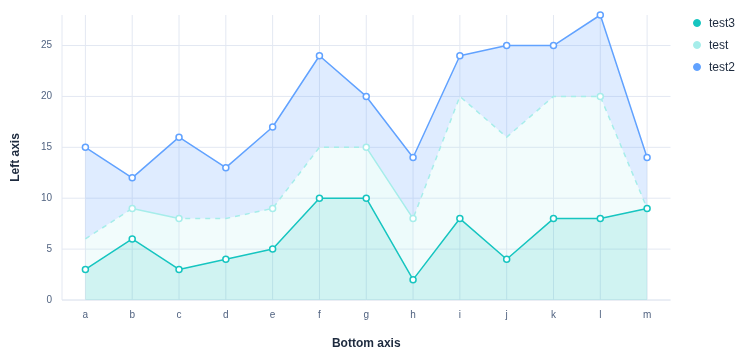 25
20
15
10
5
0
Left axis
a b c d e f g h i j k l m
Bottom axis
test3
test
test2